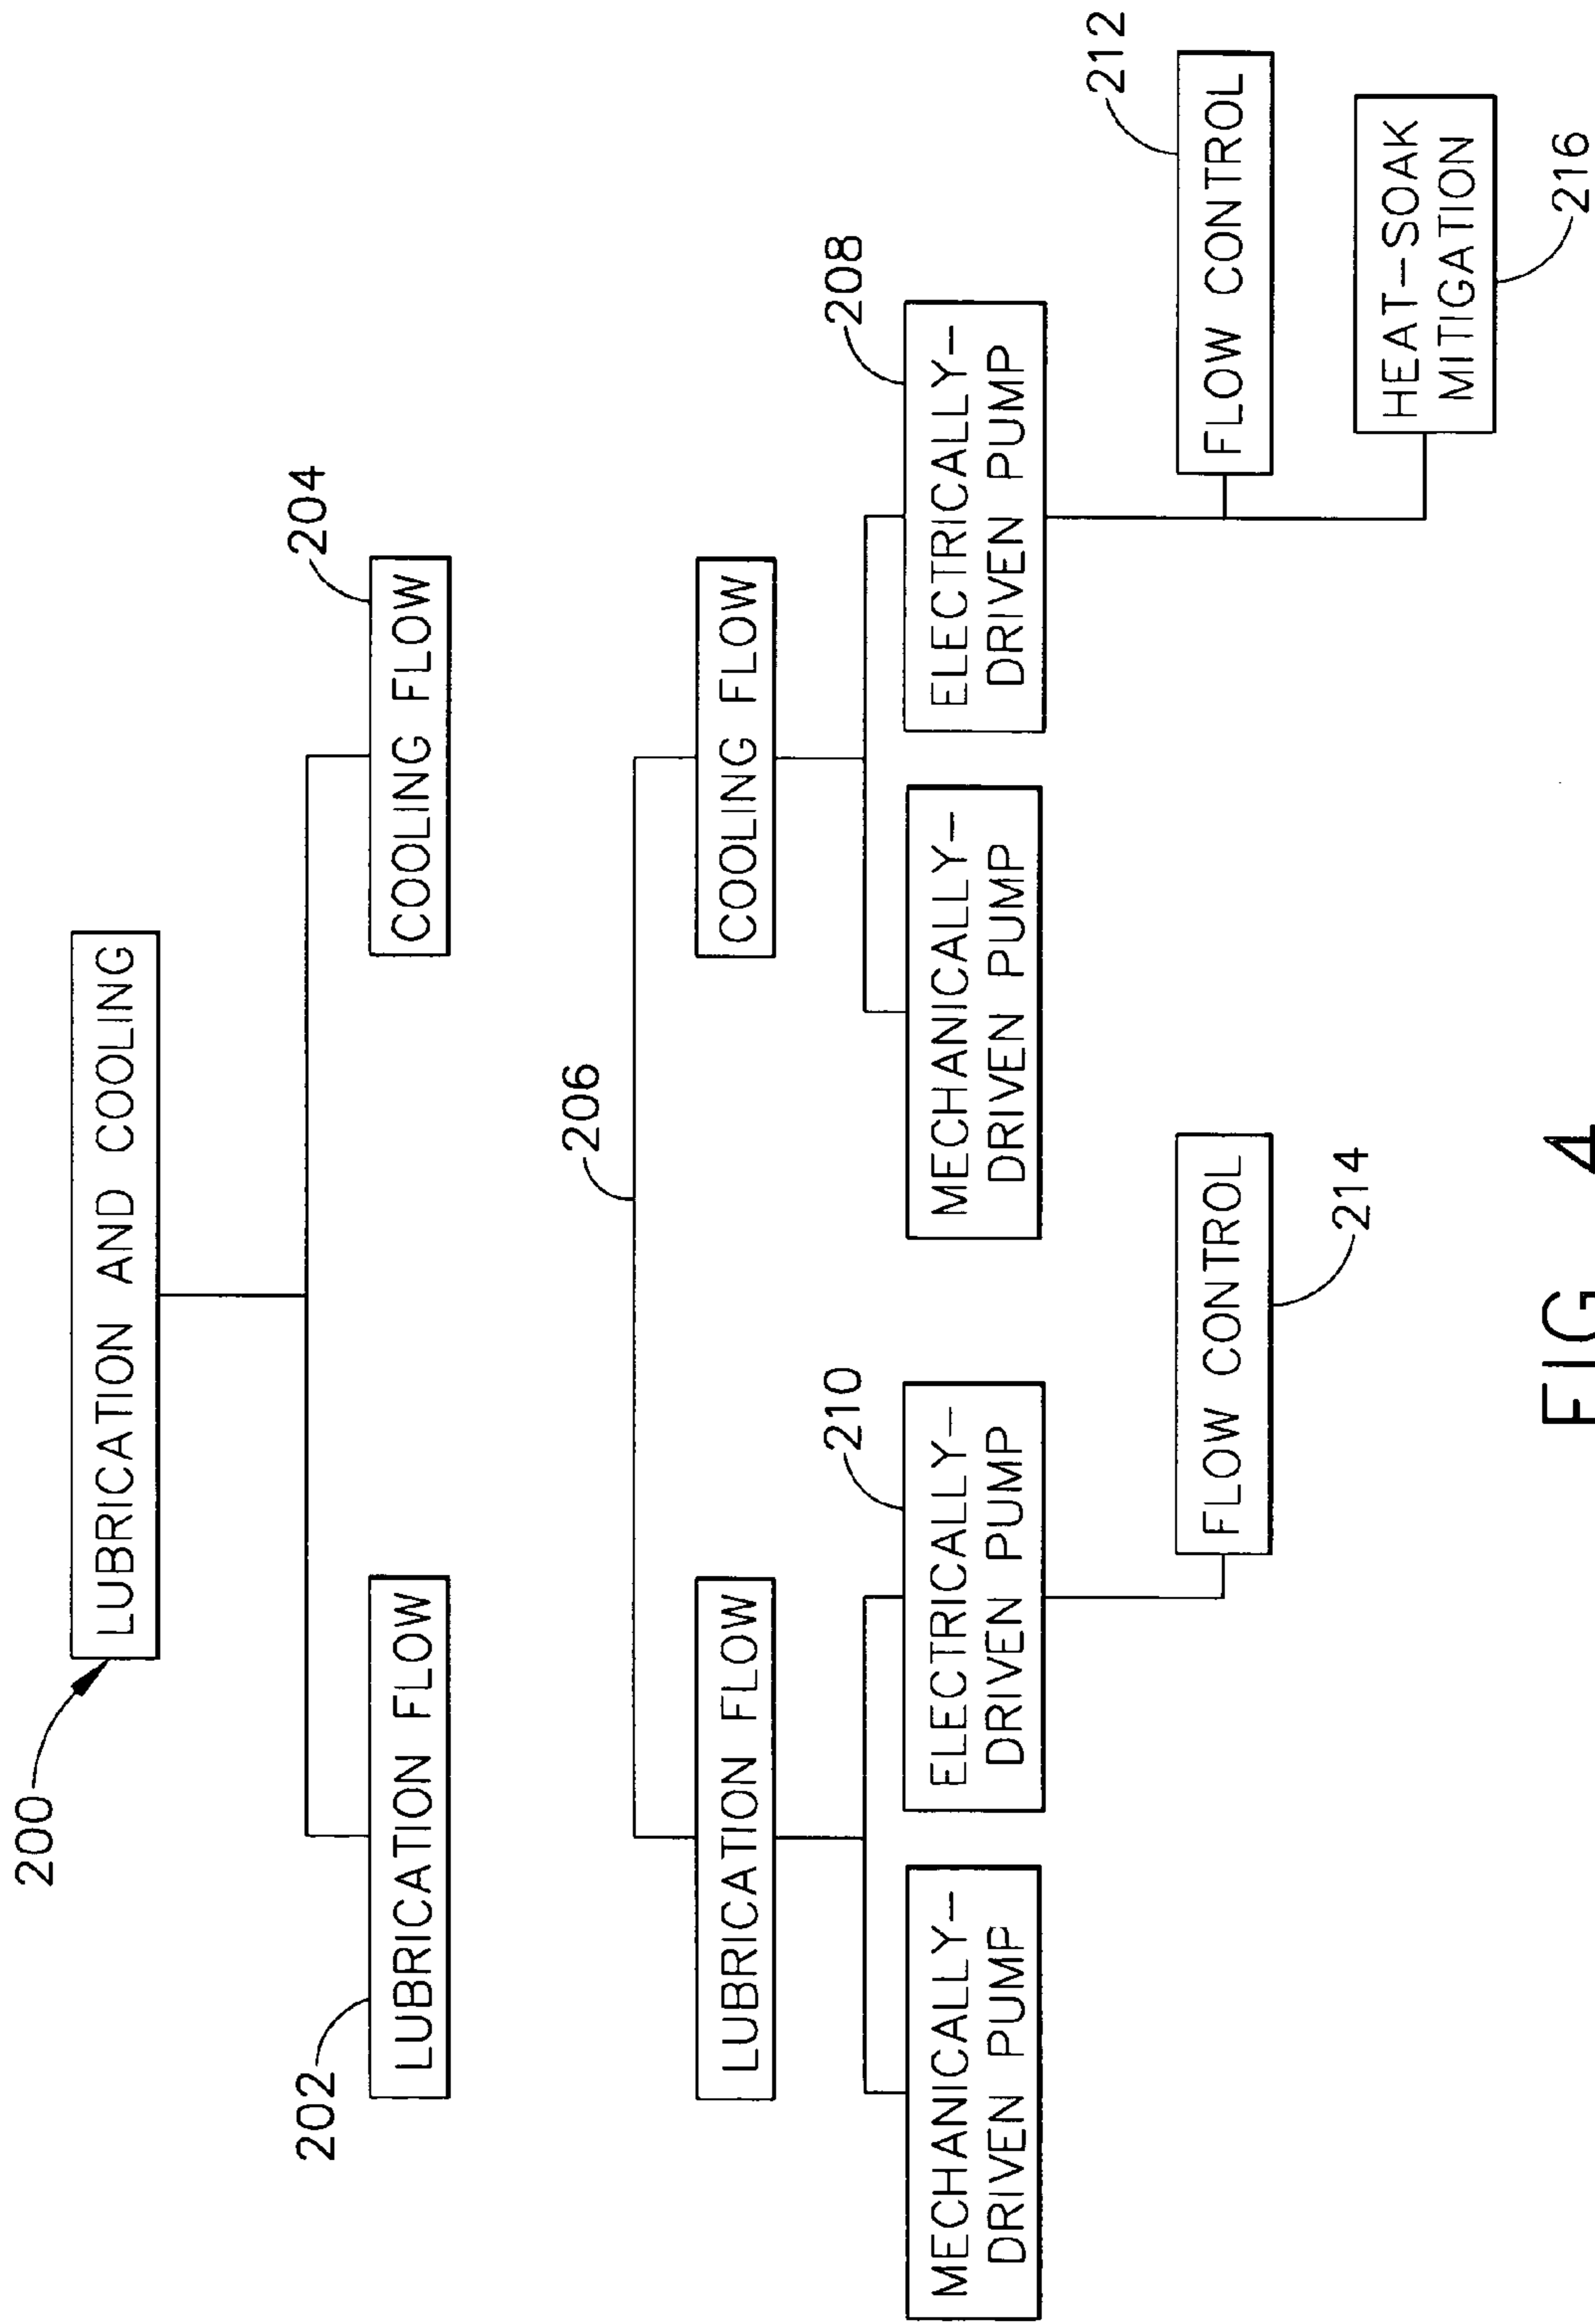 200
LUBRICATION AND COOLING
202
LUBRICATION FLOW
204
COOLING FLOW
206
LUBRICATION FLOW
COOLING FLOW
MECHANICALLY-
DRIVEN PUMP
210
ELECTRICALLY-
DRIVEN PUMP
MECHANICALLY-
DRIVEN PUMP
208
ELECTRICALLY-
DRIVEN PUMP
FLOW CONTROL
214
212
FLOW CONTROL
HEAT-SOAK
MITIGATION
216
FIG. 4